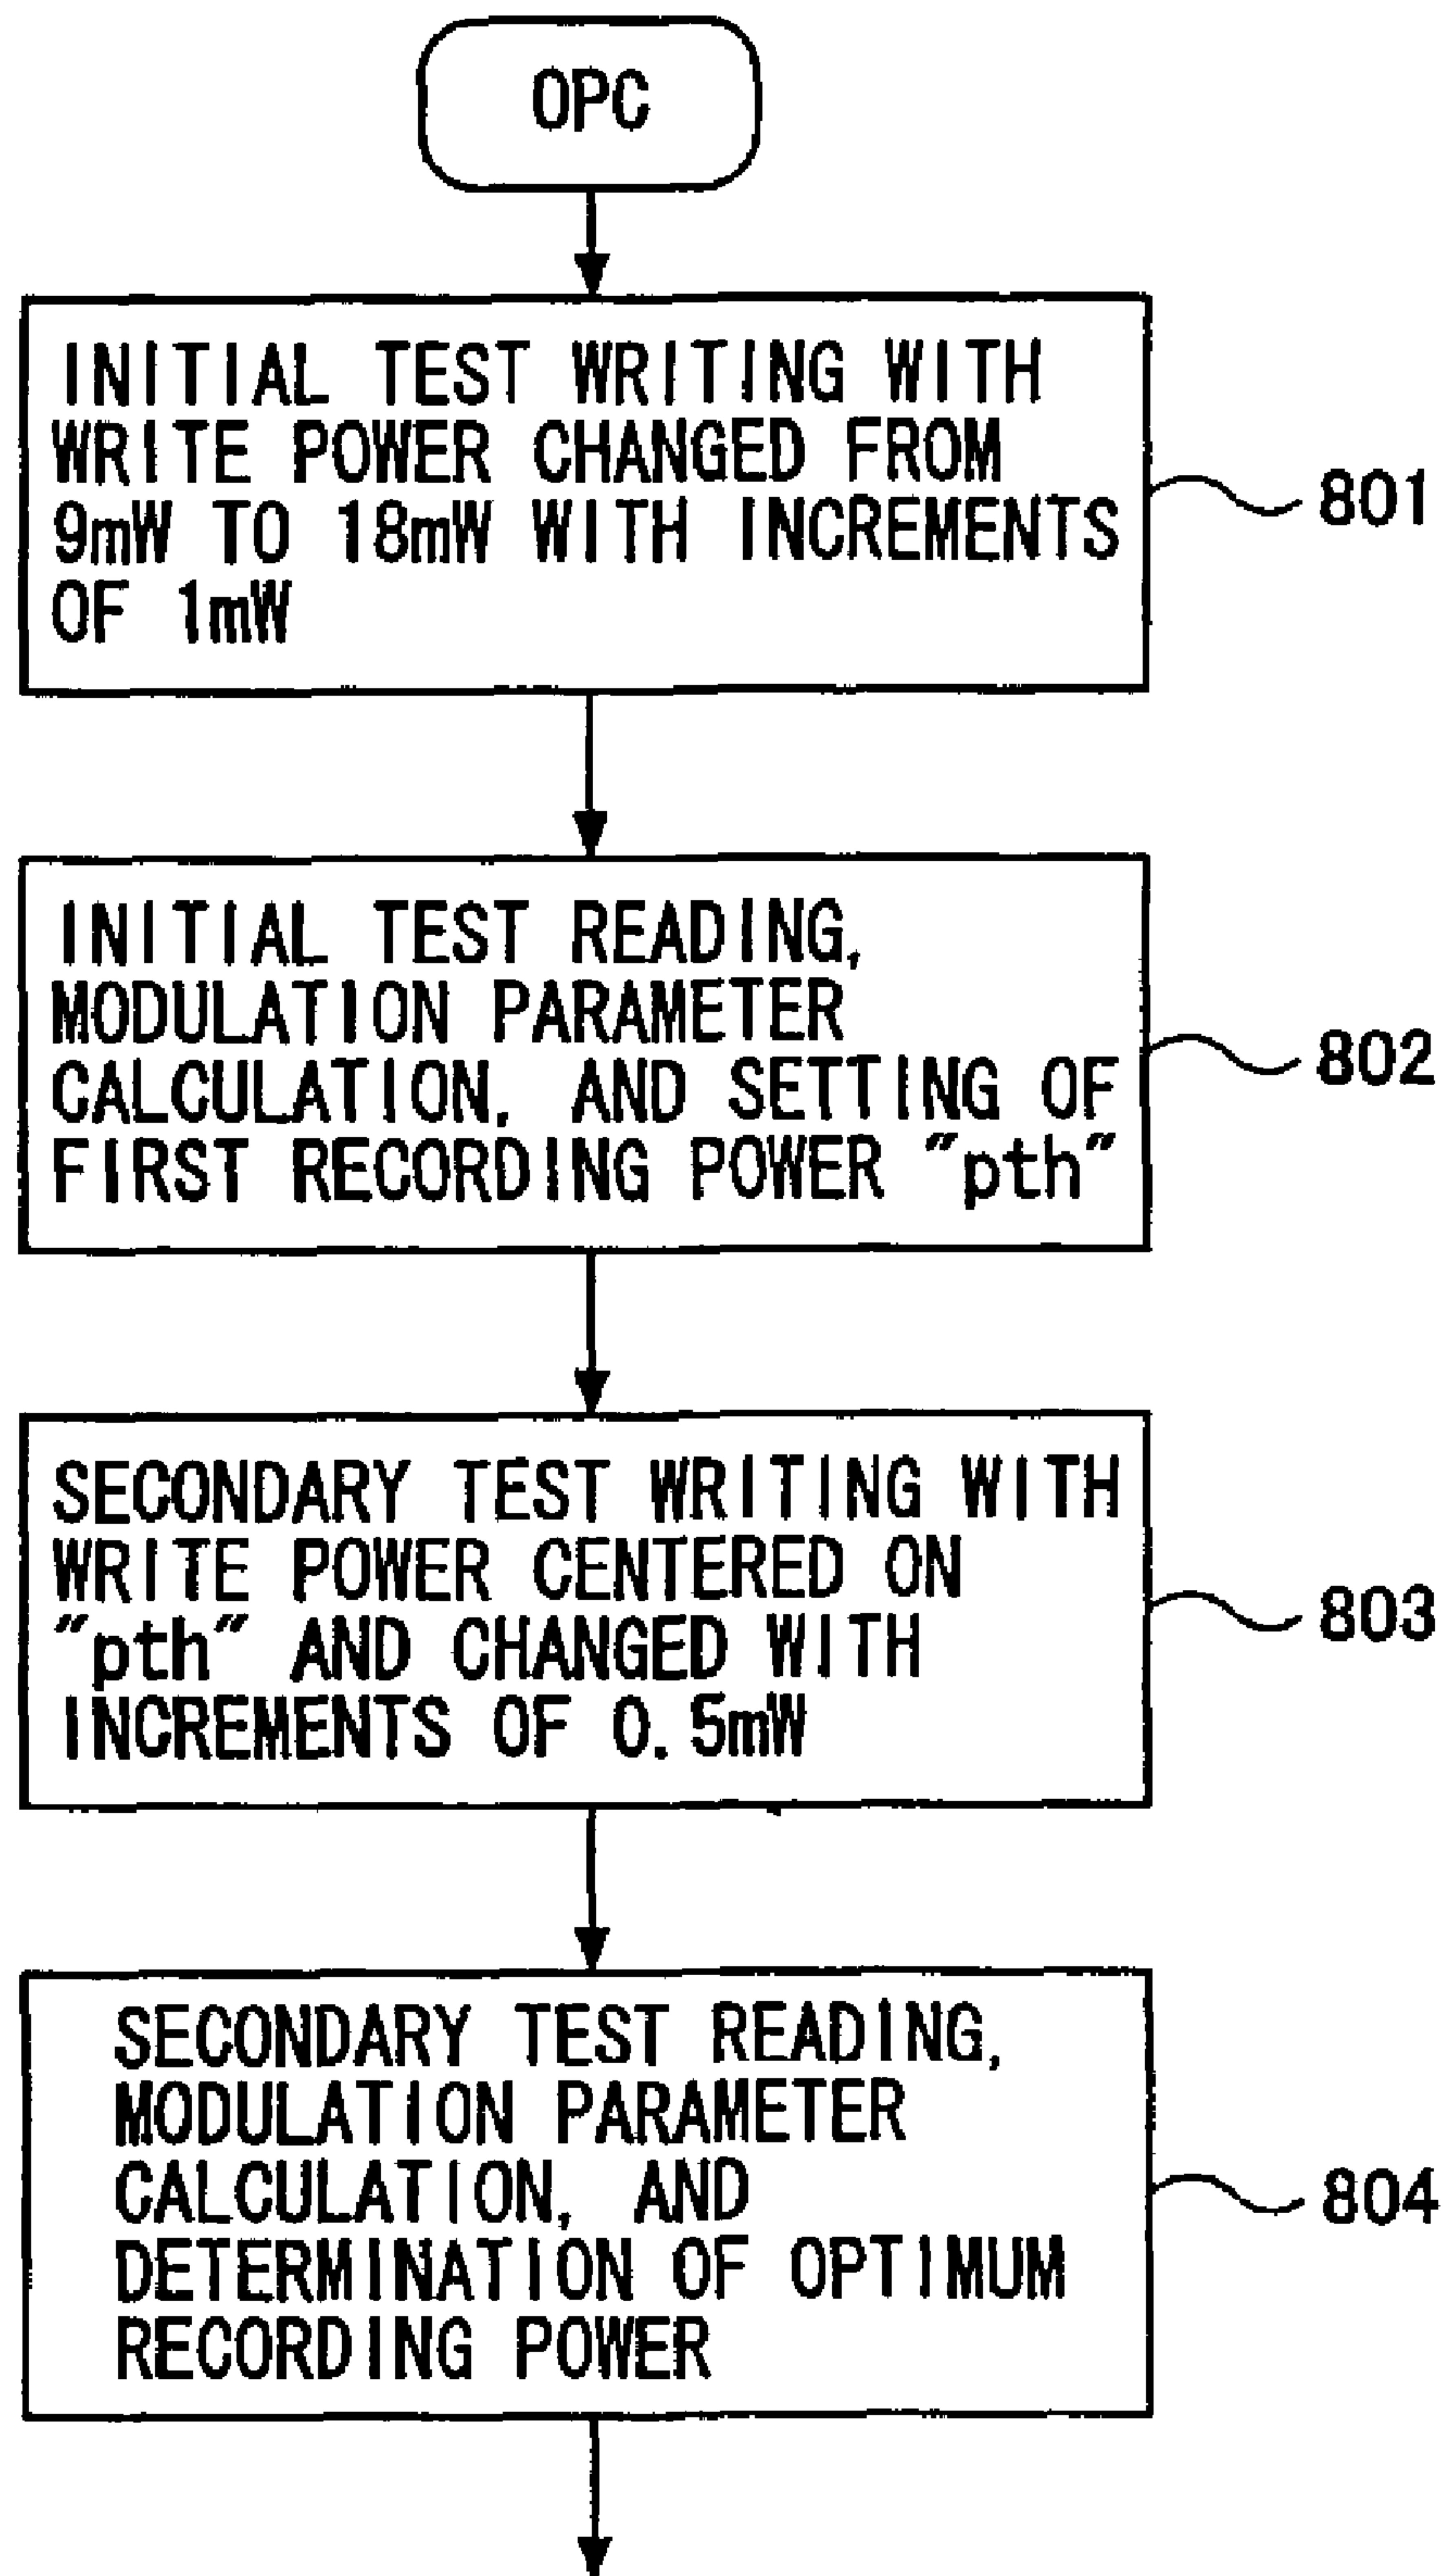 OPC
INITIAL TEST WRITING WITH
WRITE POWER CHANGED FROM
9mW TO 18mW WITH INCREMENTS
OF 1mW
801
INITIAL TEST READING,
MODULATION PARAMETER
CALCULATION, AND SETTING OF
FIRST RECORDING POWER "pth"
802
SECONDARY TEST WRITING WITH
WRITE POWER CENTERED ON
"pth" AND CHANGED WITH
INCREMENTS OF 0.5mW
803
SECONDARY TEST READING,
MODULATION PARAMETER
CALCULATION, AND
DETERMINATION OF OPTIMUM
RECORDING POWER
804